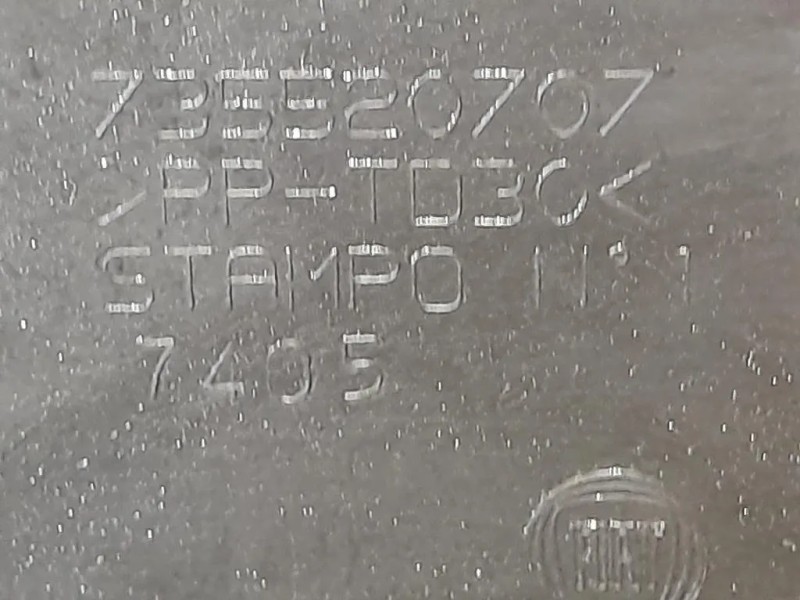 735520707
>PP-TD30<
STAMPO N°1
7405
FIAT